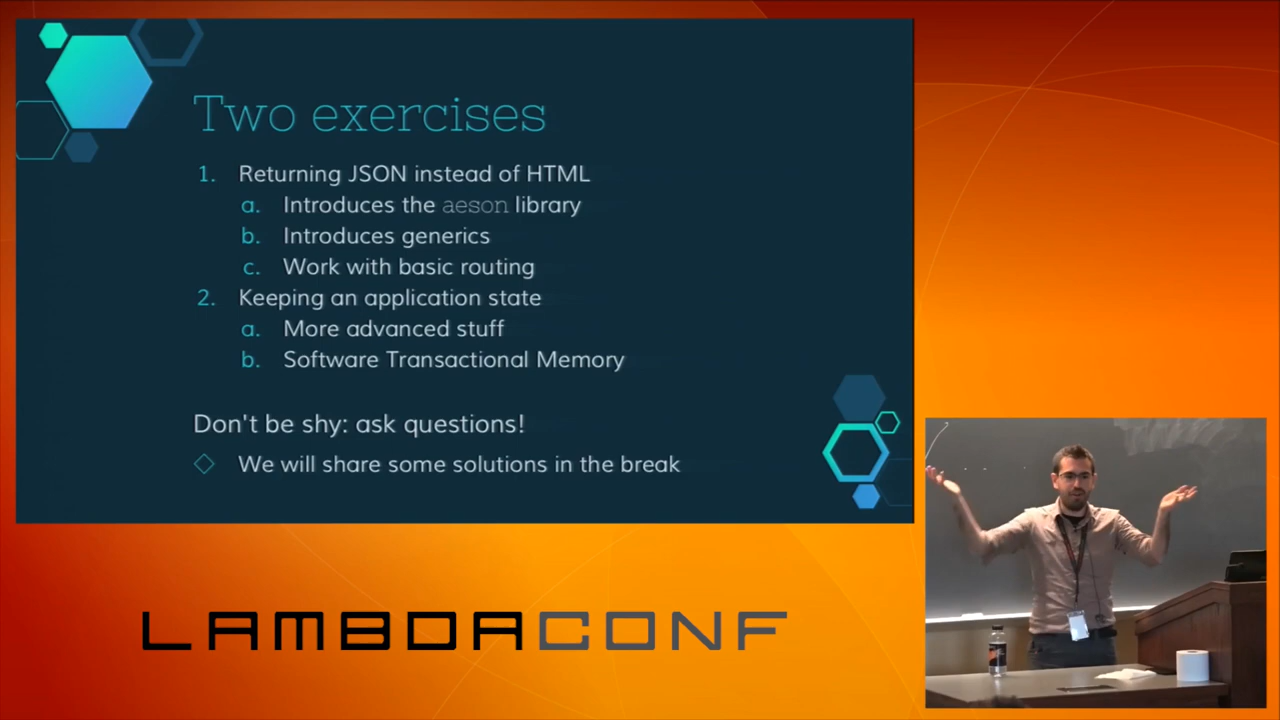 Two exercises
1. Returning JSON instead of HTML
a. Introduces the aeson library
b. Introduces generics
c. Work with basic routing
2. Keeping an application state
a. More advanced stuff
b. Software Transactional Memory
Don't be shy: ask questions!
We will share some solutions in the break
LAMBDACONF